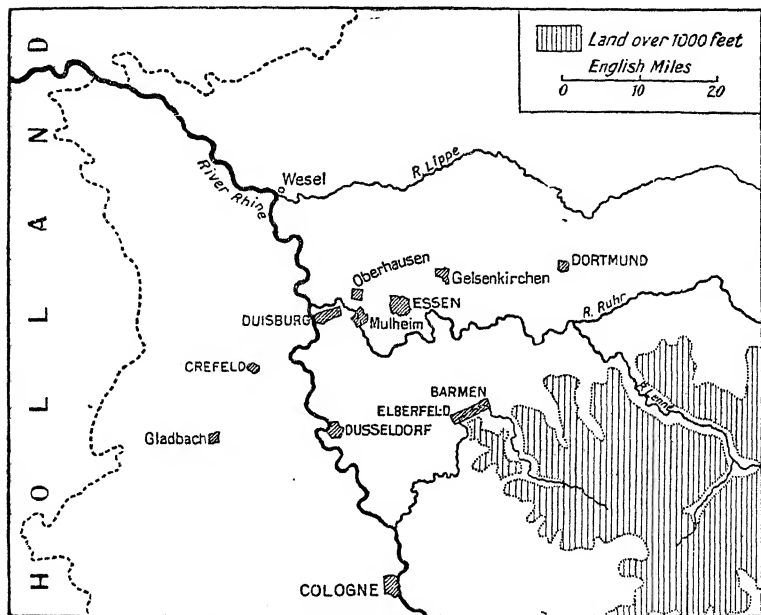 Land over 1000 feet
English Miles
0 10 20
HOLLAND
River Rhine
Wesel
R. Lippe
Oberhausen
Gelsenkirchen
DORTMUND
DUISBURG
Mulheim
ESSEN
R. Ruhr
CREFELD
R. Lenne
BARMEN
ELBERFELD
Gladbach
DUSSELDORF
COLOGNE